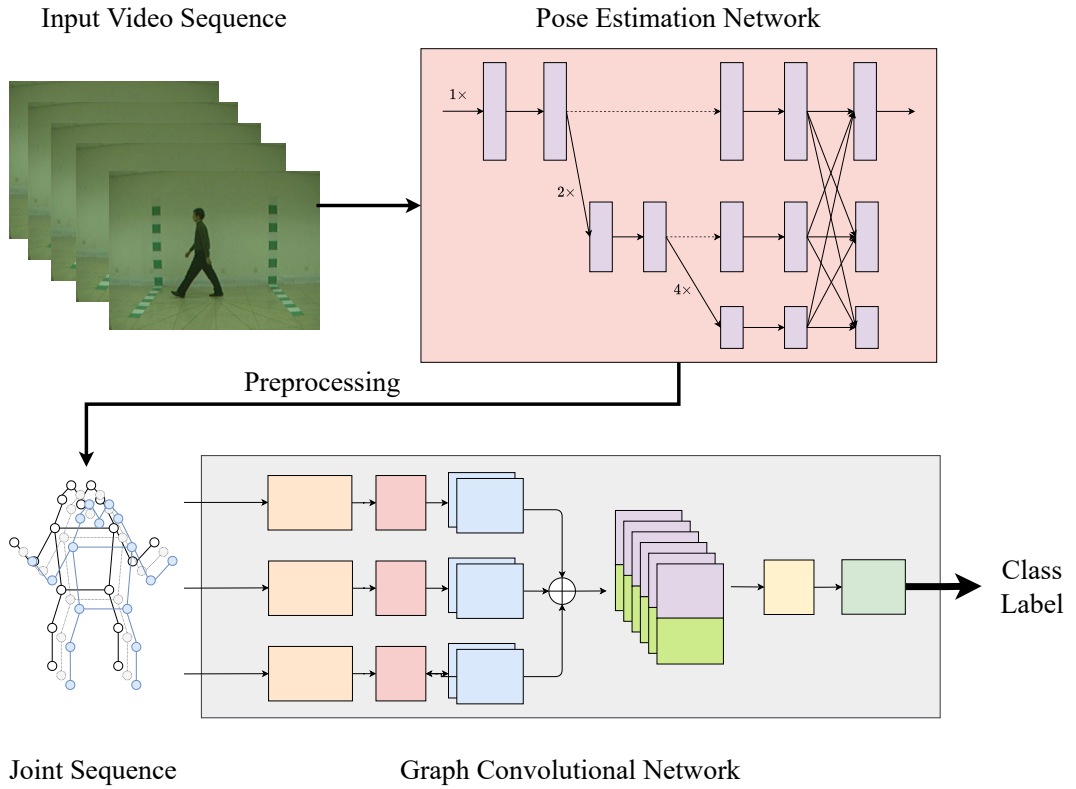 Input Video Sequence
Pose Estimation Network
1×
2×
4×
Preprocessing
Class
Label
Joint Sequence
Graph Convolutional Network